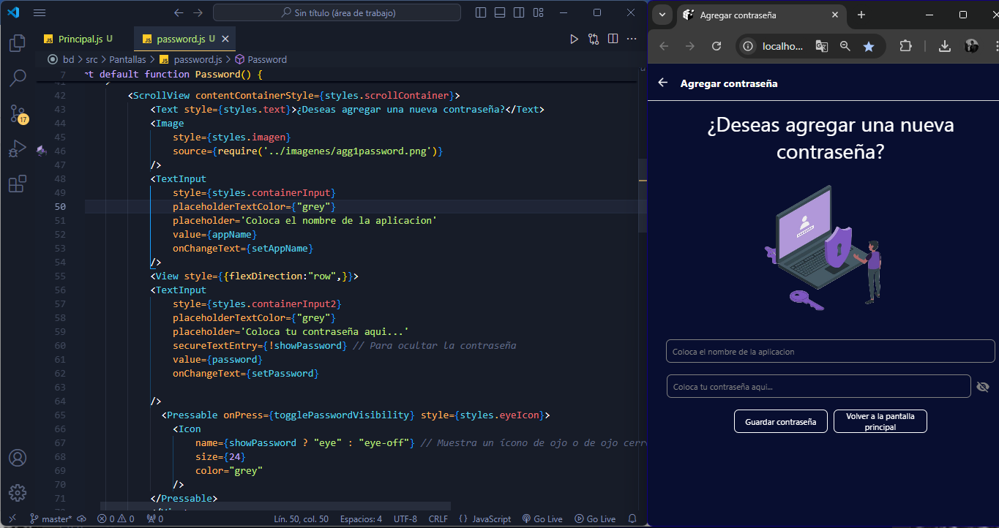 Sin título (área de trabajo)
Principal.js U
password.js U
bd > src > Pantallas > password.js > Password
7 rt default function Password() {
42 <ScrollView contentContainerStyle={styles.scrollContainer}>
43 <Text style={styles.text}>¿Deseas agregar una nueva contraseña?</Text>
44 <Image
45 style={styles.imagen}
46 source={require('../imagenes/agg1password.png')}
47 />
48 <TextInput
49 style={styles.containerInput}
50 placeholderTextColor={"grey"}
51 placeholder='Coloca el nombre de la aplicacion'
52 value={appName}
53 onChangeText={setAppName}
54 />
55 <View style={{flexDirection:"row",}}>
56 <TextInput
57 style={styles.containerInput2}
58 placeholderTextColor={"grey"}
59 placeholder='Coloca tu contraseña aqui...'
60 secureTextEntry={!showPassword} // Para ocultar la contraseña
61 value={password}
62 onChangeText={setPassword}
63
64 />
65 <Pressable onPress={togglePasswordVisibility} style={styles.eyeIcon}>
66 <Icon
67 name={showPassword ? "eye" : "eye-off"} // Muestra un ícono de ojo o de ojo cerr
68 size={24}
69 color="grey"
70 />
71 </Pressable>
17
master* 0 0 0 Lín. 50, col. 50 Espacios: 4 UTF-8 CRLF {} JavaScript Go Live Go Live
Agregar contraseña
localho...
Agregar contraseña
¿Deseas agregar una nueva
contraseña?
Coloca el nombre de la aplicacion
Coloca tu contraseña aqui...
Guardar contraseña
Volver a la pantalla
principal